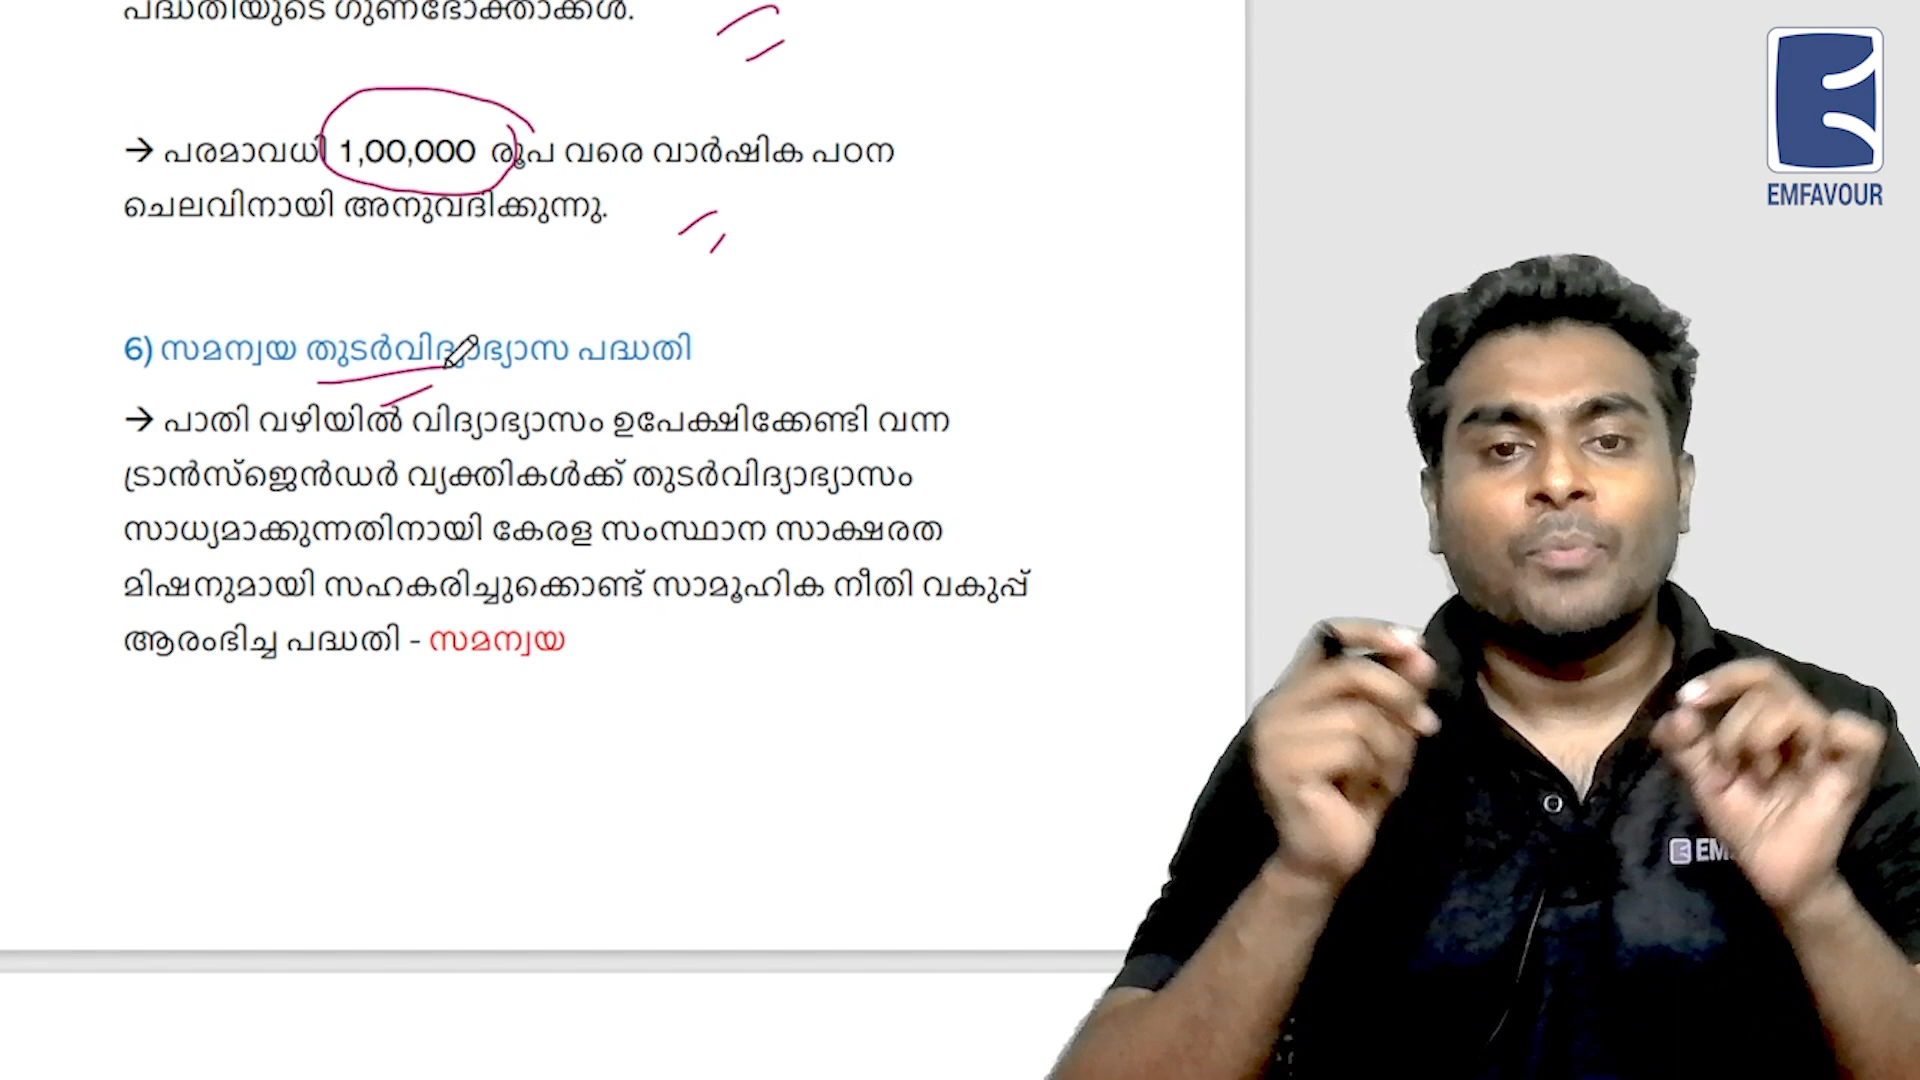 പദ്ധതിയുടെ ഗുണഭോക്താക്കൾ.
→ പരമാവധി 1,00,000 രൂപ വരെ വാർഷിക പഠന
ചെലവിനായി അനുവദിക്കുന്നു.
6) സമന്വയ തുടർവിദ്യാഭ്യാസ പദ്ധതി
→ പാതി വഴിയിൽ വിദ്യാഭ്യാസം ഉപേക്ഷിക്കേണ്ടി വന്ന
ട്രാൻസ്ജെൻഡർ വ്യക്തികൾക്ക് തുടർവിദ്യാഭ്യാസം
സാധ്യമാക്കുന്നതിനായി കേരള സംസ്ഥാന സാക്ഷരത
മിഷനുമായി സഹകരിച്ചുക്കൊണ്ട് സാമൂഹിക നീതി വകുപ്പ്
ആരംഭിച്ച പദ്ധതി - സമന്വയ
EMFAVOUR